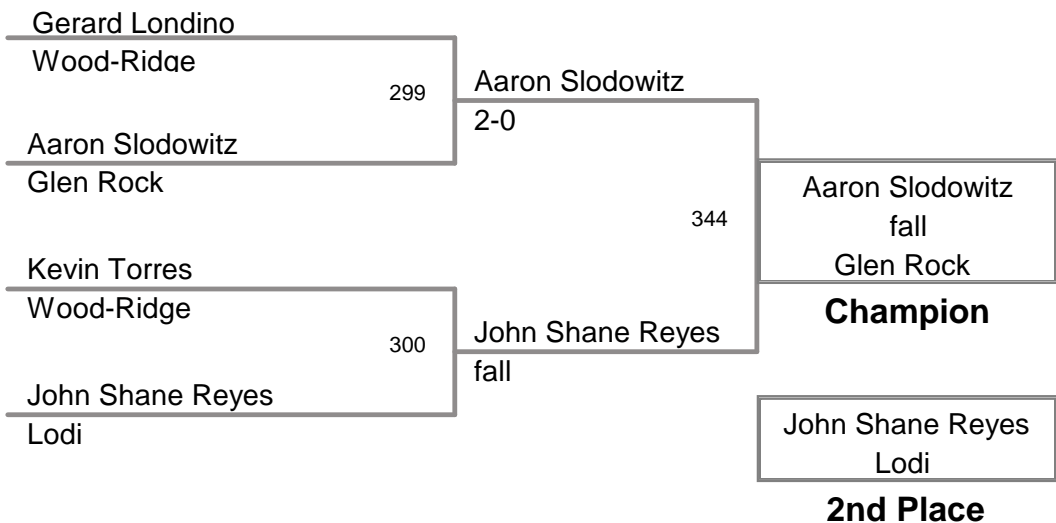 Gerard Londino
Wood-Ridge
299
Aaron Slodowitz
Glen Rock
Aaron Slodowitz
2-0
Kevin Torres
Wood-Ridge
300
John Shane Reyes
Lodi
John Shane Reyes
fall
344
Aaron Slodowitz
fall
Glen Rock
Champion
John Shane Reyes
Lodi
2nd Place